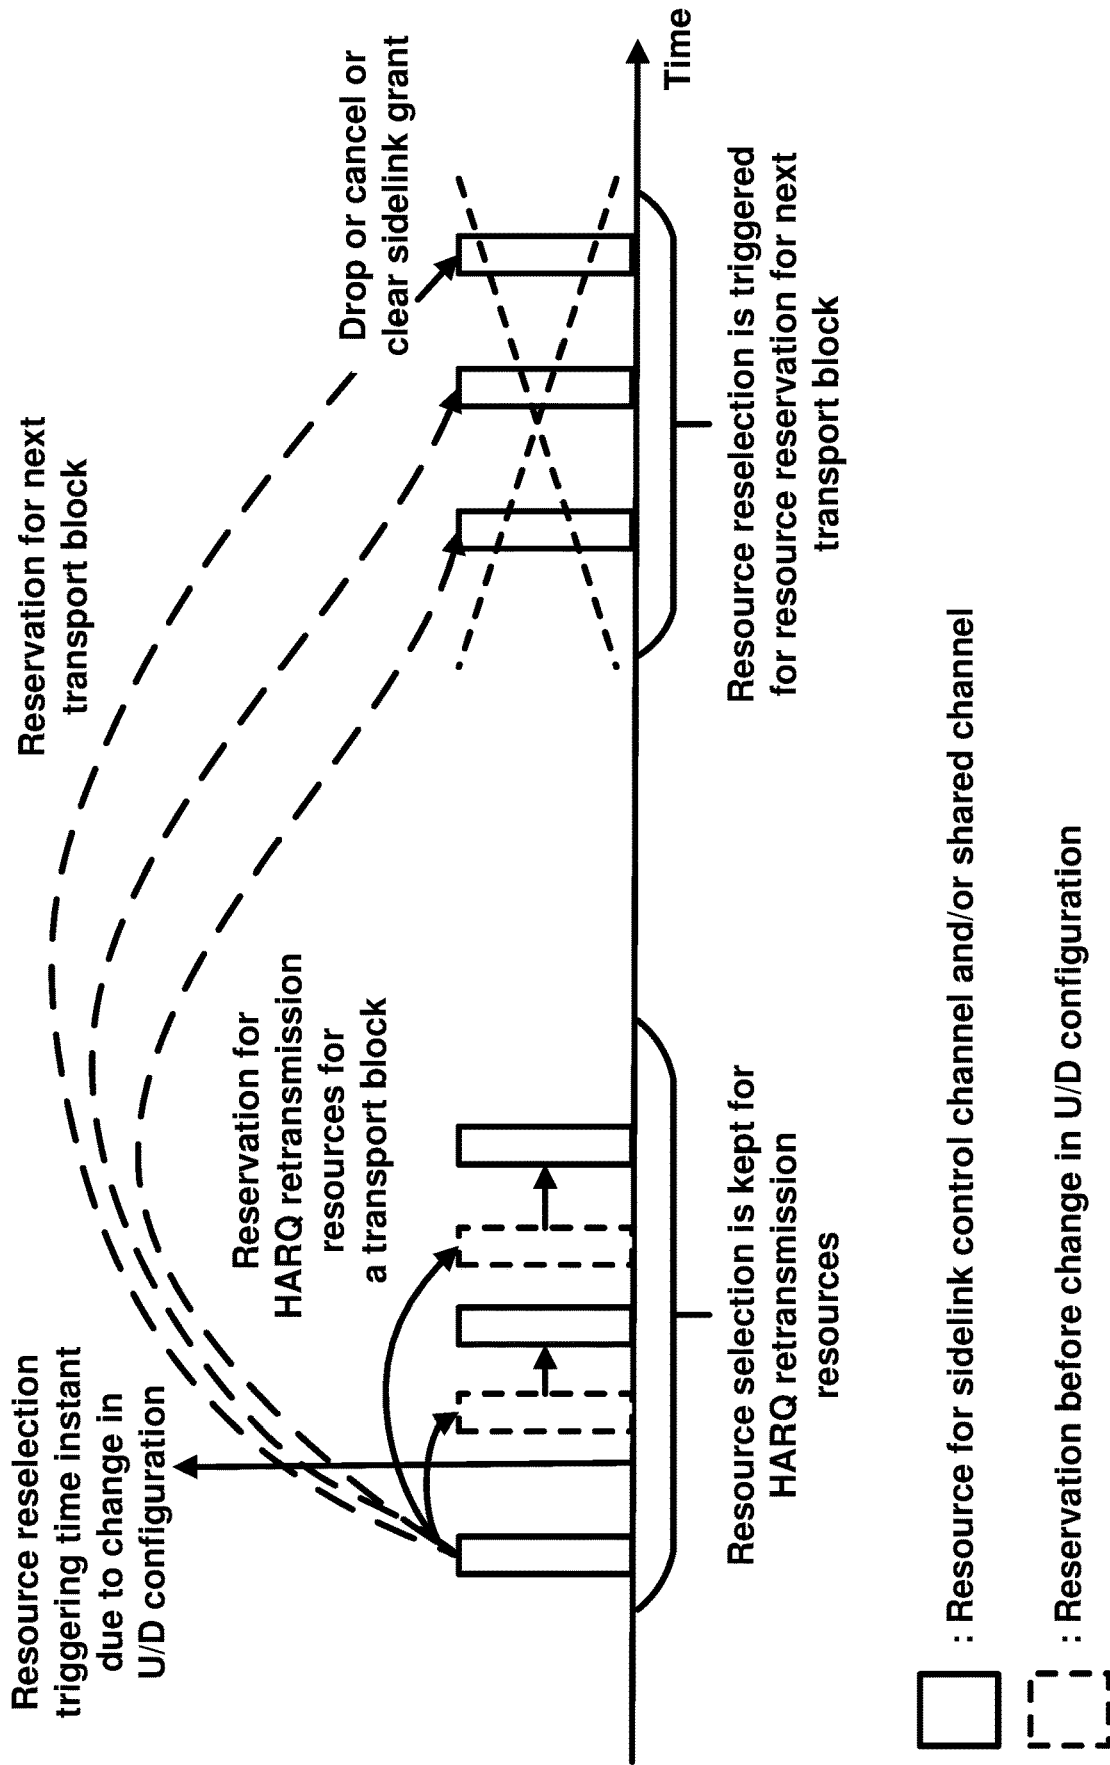 Resource reselection
triggering time instant
due to change in
U/D configuration
Reservation for next
transport block
Reservation for
HARQ retransmission
resources for
a transport block
Drop or cancel or
clear sidelink grant
Time
Resource selection is kept for
HARQ retransmission
resources
Resource reselection is triggered
for resource reservation for next
transport block
: Resource for sidelink control channel and/or shared channel
: Reservation before change in U/D configuration